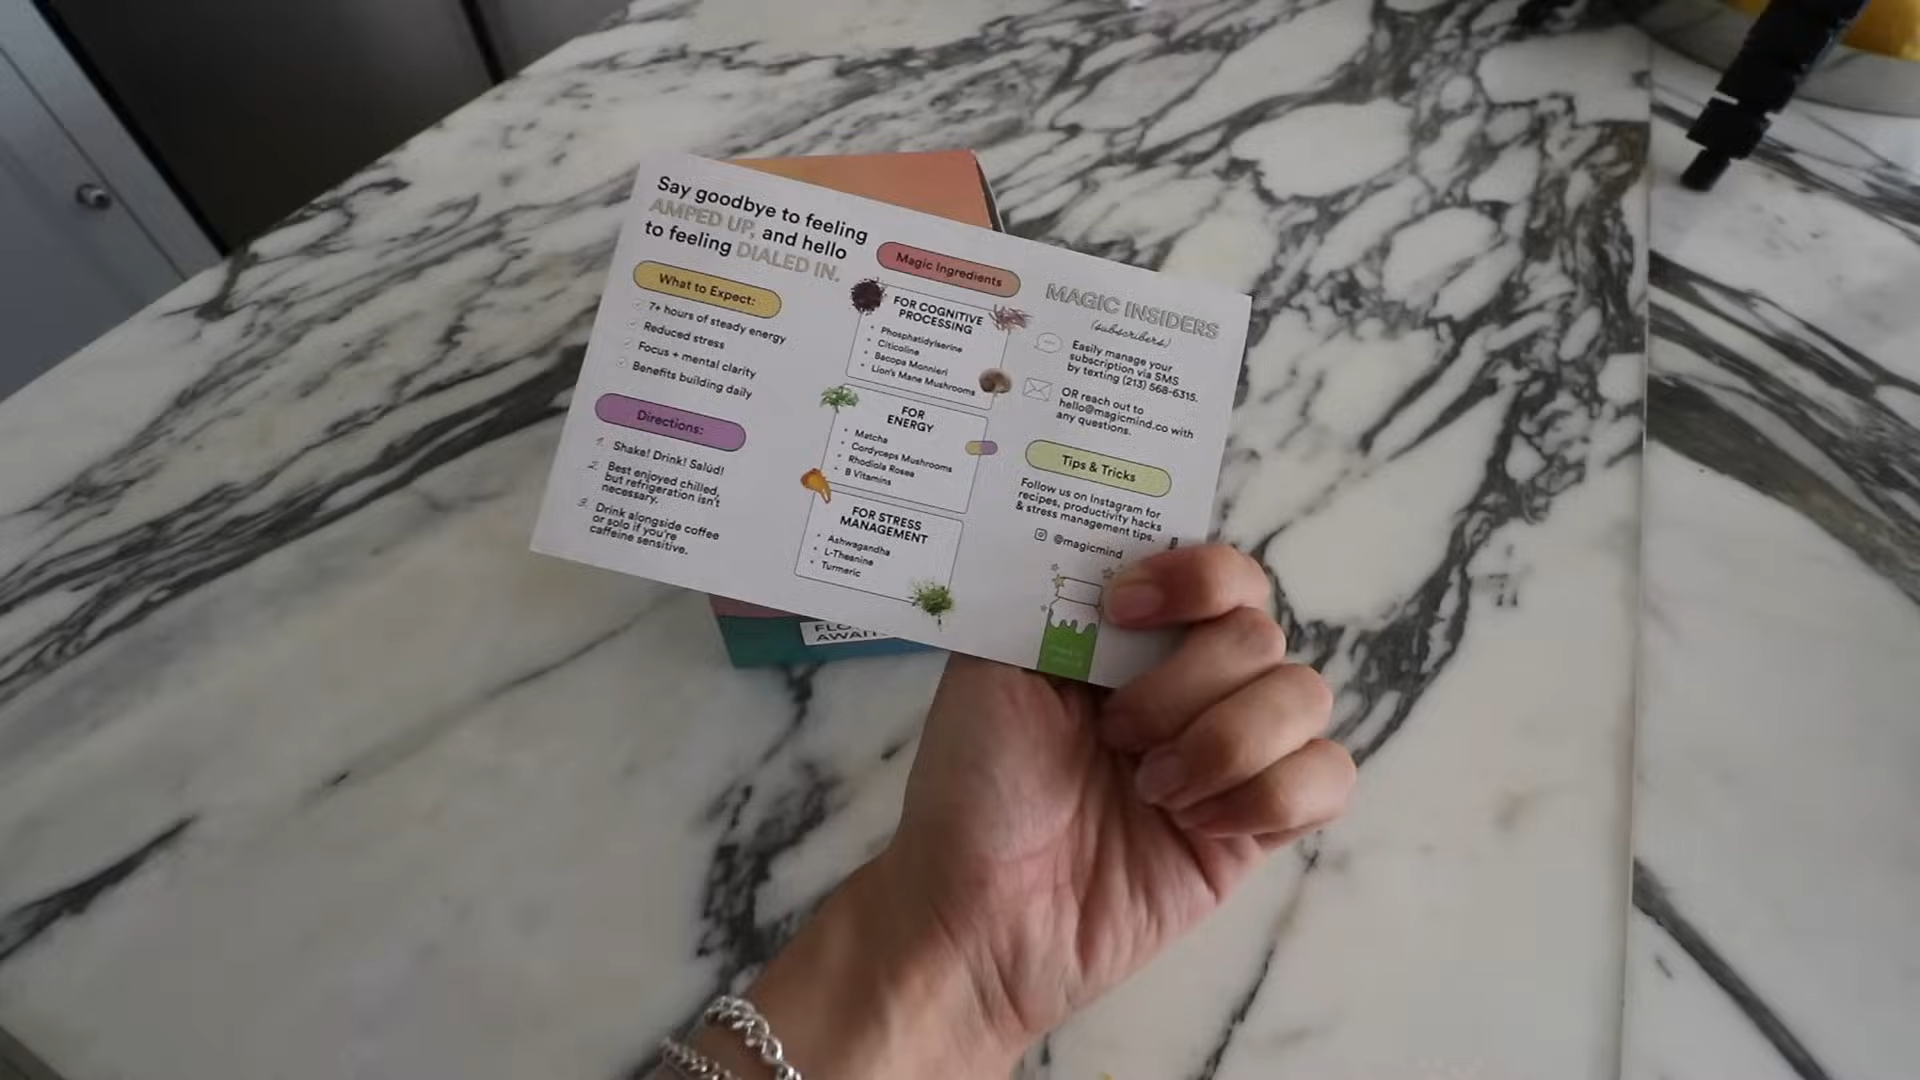 Say goodbye to feeling
AMPED UP, and hello
to feeling DIALED IN.
What to Expect:
7+ hours of steady energy
Reduced stress
Focus + mental clarity
Benefits building daily
Directions:
1. Shake! Drink! Salúd!
2. Best enjoyed chilled,
but refrigeration isn't
necessary.
3. Drink alongside coffee
or solo if you're
caffeine sensitive.
Magic Ingredients
FOR COGNITIVE
PROCESSING
• Phosphatidylserine
• Citicoline
• Bacopa Monnieri
• Lion's Mane Mushrooms
FOR
ENERGY
• Matcha
• Cordyceps Mushrooms
• Rhodiola Rosea
• B Vitamins
FOR STRESS
MANAGEMENT
• Ashwagandha
• L-Theanine
• Turmeric
MAGIC INSIDERS
(subscribers)
Easily manage your
subscription via SMS
by texting (213) 568-6315.
OR reach out to
hello@magicmind.co with
any questions.
Tips & Tricks
Follow us on Instagram for
recipes, productivity hacks
& stress management tips.
@magicmind